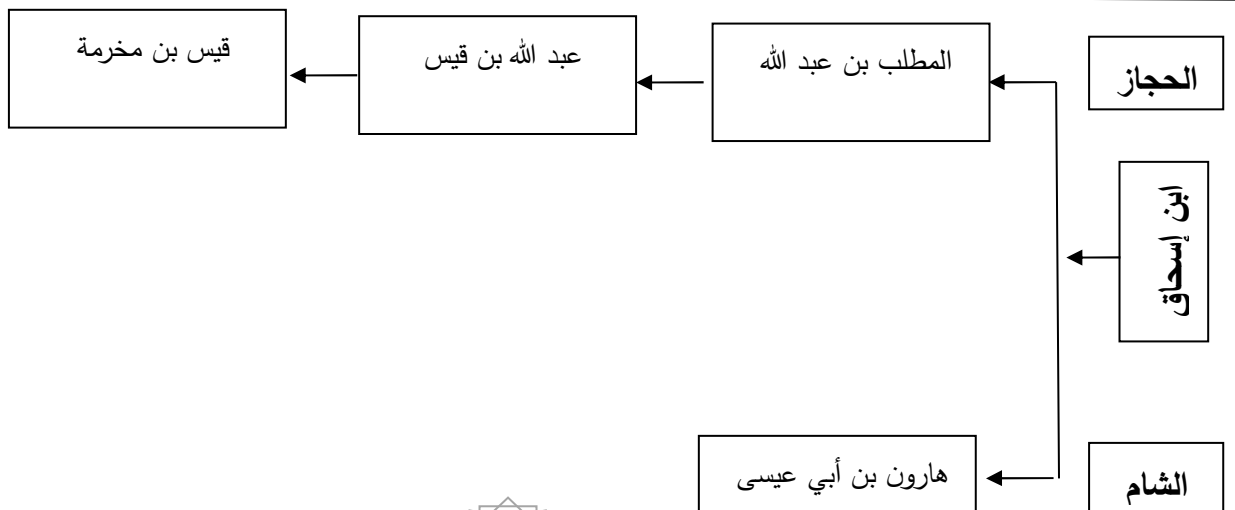 الحجاز
المطلب بن عبد الله
عبد الله بن قيس
قيس بن مخرمة
ابن إسحاق
الشام
هارون بن أبي عيسى